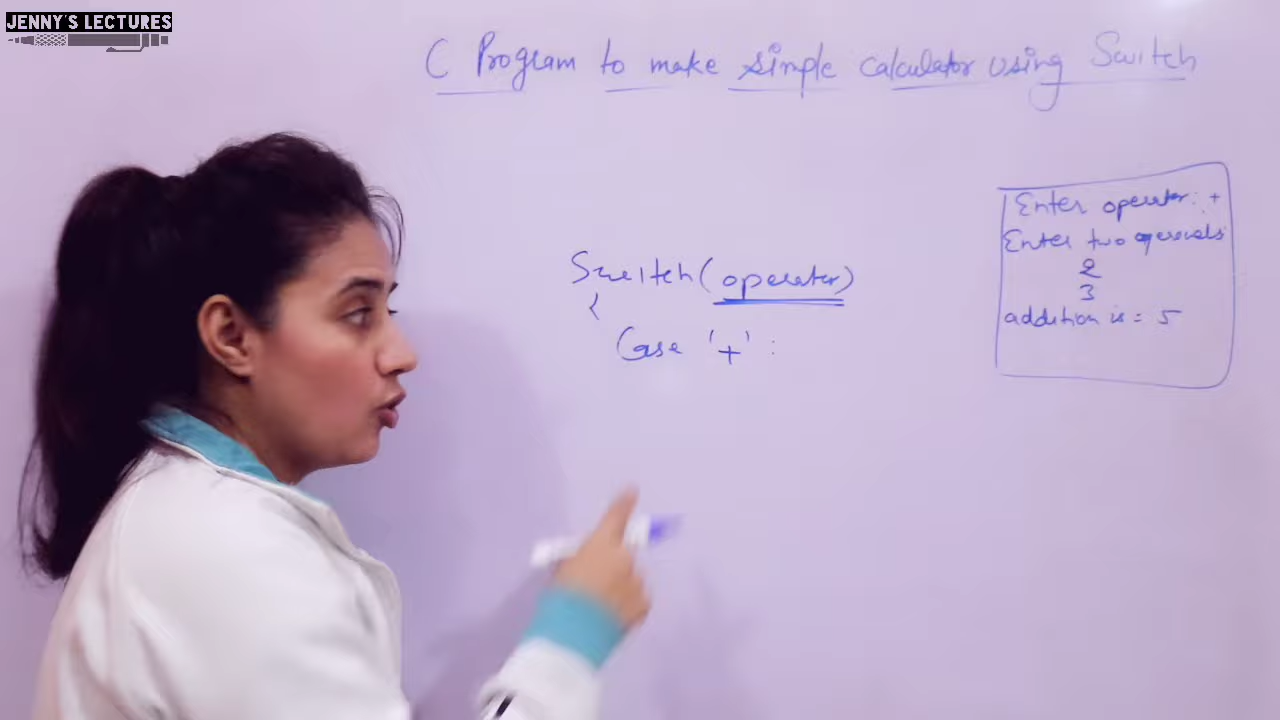 JENNY'S LECTURES
C Program to make simple calculator using Switch
Switch(operator)
{
Case '+' :
Enter operator: +
Enter two operands
2
3
addition is = 5